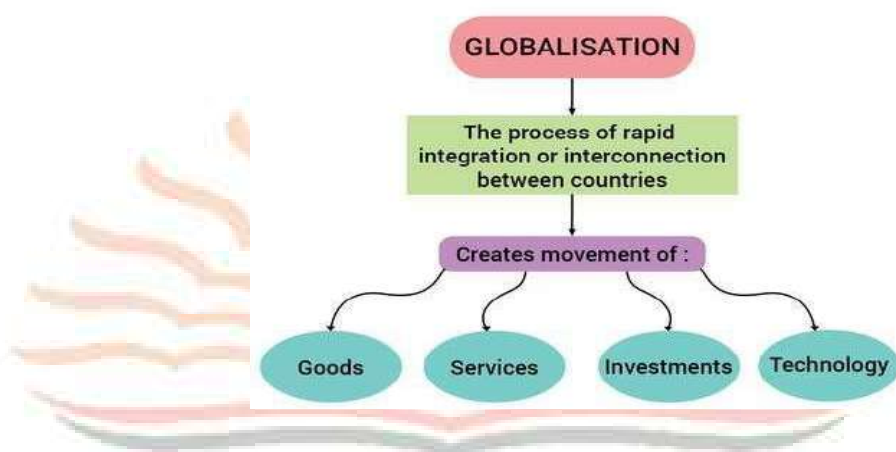 GLOBALISATION
The process of rapid
integration or interconnection
between countries
Creates movement of :
Goods
Services
Investments
Technology